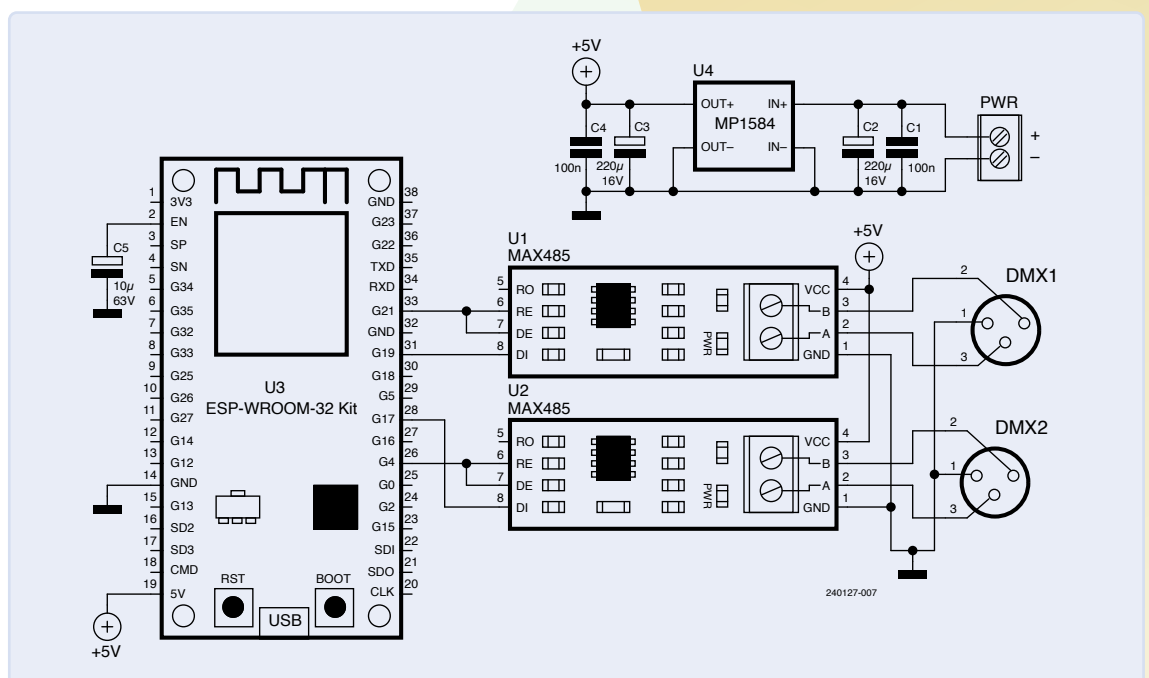 +5V
U4
OUT+ IN+
MP1584
OUT– IN–
C4
100n
C3
220µ
16V
C2
220µ
16V
C1
100n
PWR
+
–
1 3V3
2 EN
3 SP
4 SN
5 G34
6 G35
7 G32
8 G33
9 G25
10 G26
11 G27
12 G14
13 G12
14 GND
15 G13
16 SD2
17 SD3
18 CMD
19 5V
C5
10µ
63V
+5V
38 GND
37 G23
36 G22
35 TXD
34 RXD
33 G21
32 GND
31 G19
30 G18
29 G5
28 G17
27 G16
26 G4
25 G0
24 G2
23 G15
22 SDI
21 SDO
20 CLK
U3
ESP-WROOM-32 Kit
RST
BOOT
USB
U1
MAX485
5 RO
6 RE
7 DE
8 DI
PWR
VCC 4
B 3
A 2
GND 1
+5V
DMX1
2
1
3
U2
MAX485
5 RO
6 RE
7 DE
8 DI
PWR
VCC 4
B 3
A 2
GND 1
DMX2
2
1
3
240127-007